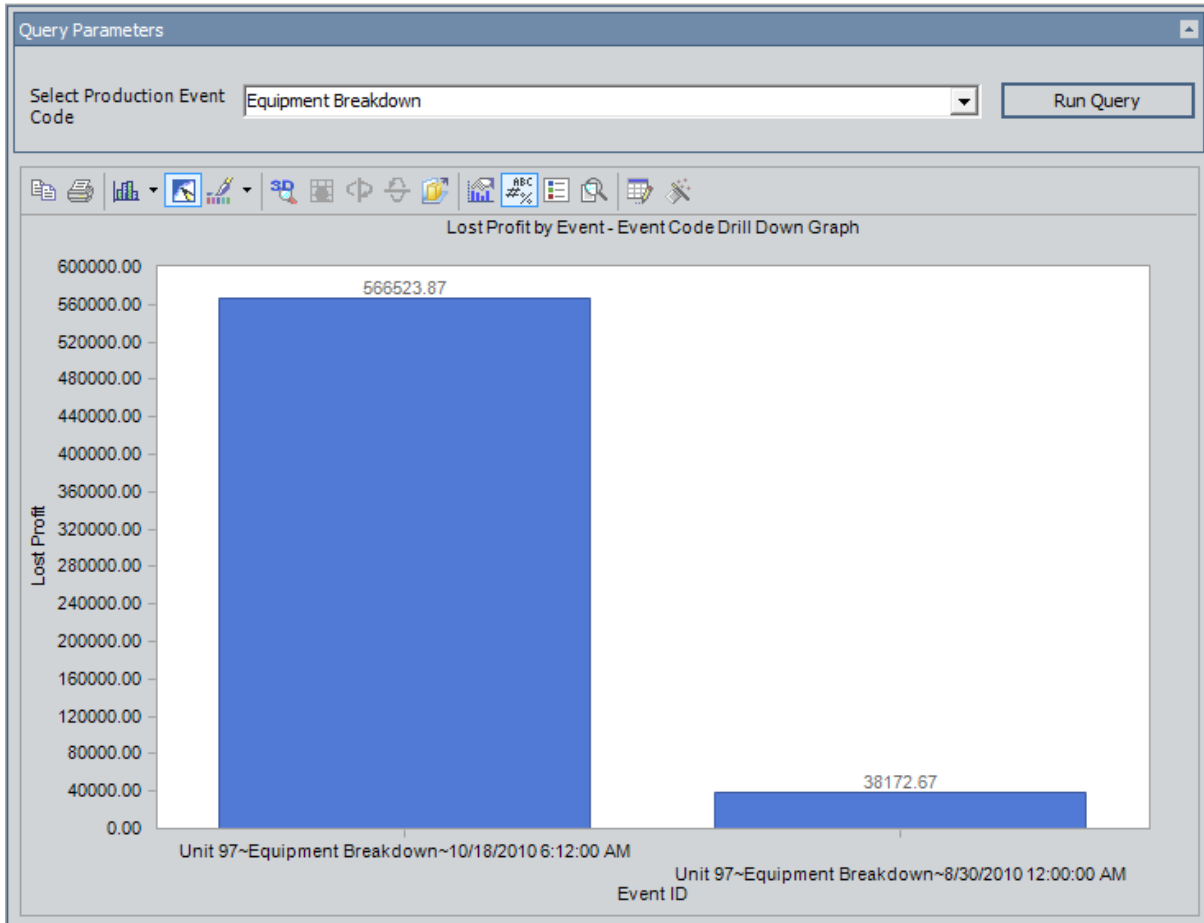 Query Parameters
Select Production Event
Code
Equipment Breakdown
Run Query
3D
ABC
#%
Lost Profit by Event - Event Code Drill Down Graph
600000.00
560000.00
520000.00
480000.00
440000.00
400000.00
360000.00
320000.00
280000.00
240000.00
200000.00
160000.00
120000.00
80000.00
40000.00
0.00
Lost Profit
566523.87
38172.67
Unit 97~Equipment Breakdown~10/18/2010 6:12:00 AM
Unit 97~Equipment Breakdown~8/30/2010 12:00:00 AM
Event ID